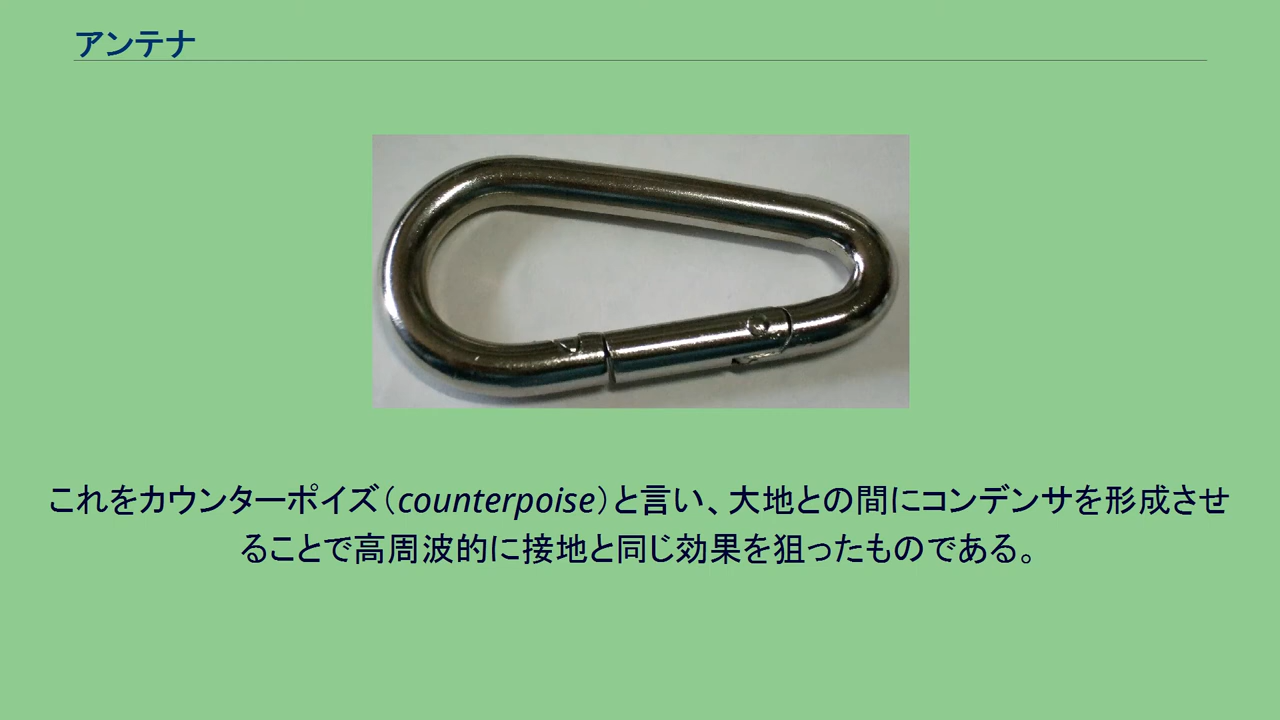 アンテナ
これをカウンターポイズ（counterpoise）と言い、大地との間にコンデンサを形成させ
ることで高周波的に接地と同じ効果を狙ったものである。